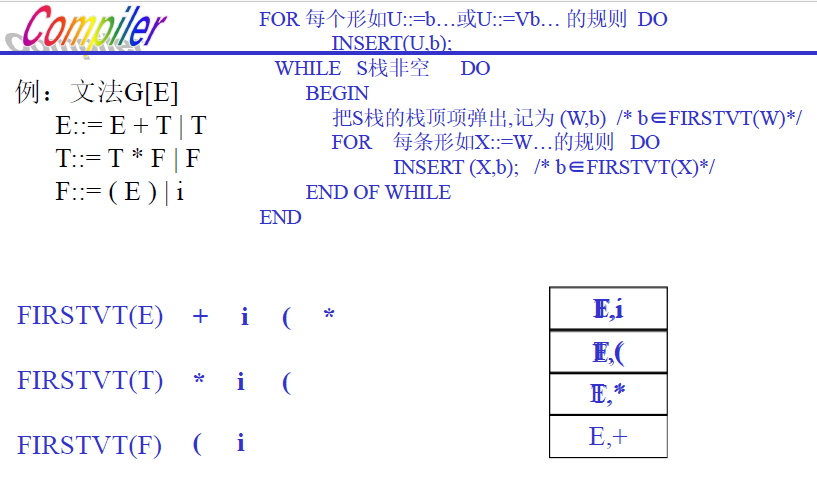 Compiler
FOR 每个形如U::=b…或U::=Vb… 的规则 DO
INSERT(U,b);
WHILE S栈非空 DO
BEGIN
把S栈的栈顶项弹出,记为 (W,b) /* b∈FIRSTVT(W)*/
FOR 每条形如X::=W…的规则 DO
INSERT (X,b); /* b∈FIRSTVT(X)*/
END OF WHILE
END
例：文法G[E]
E::= E + T | T
T::= T * F | F
F::= ( E ) | i
FIRSTVT(E) + i ( *
FIRSTVT(T) * i (
FIRSTVT(F) ( i
,i
,(
,*
E,+